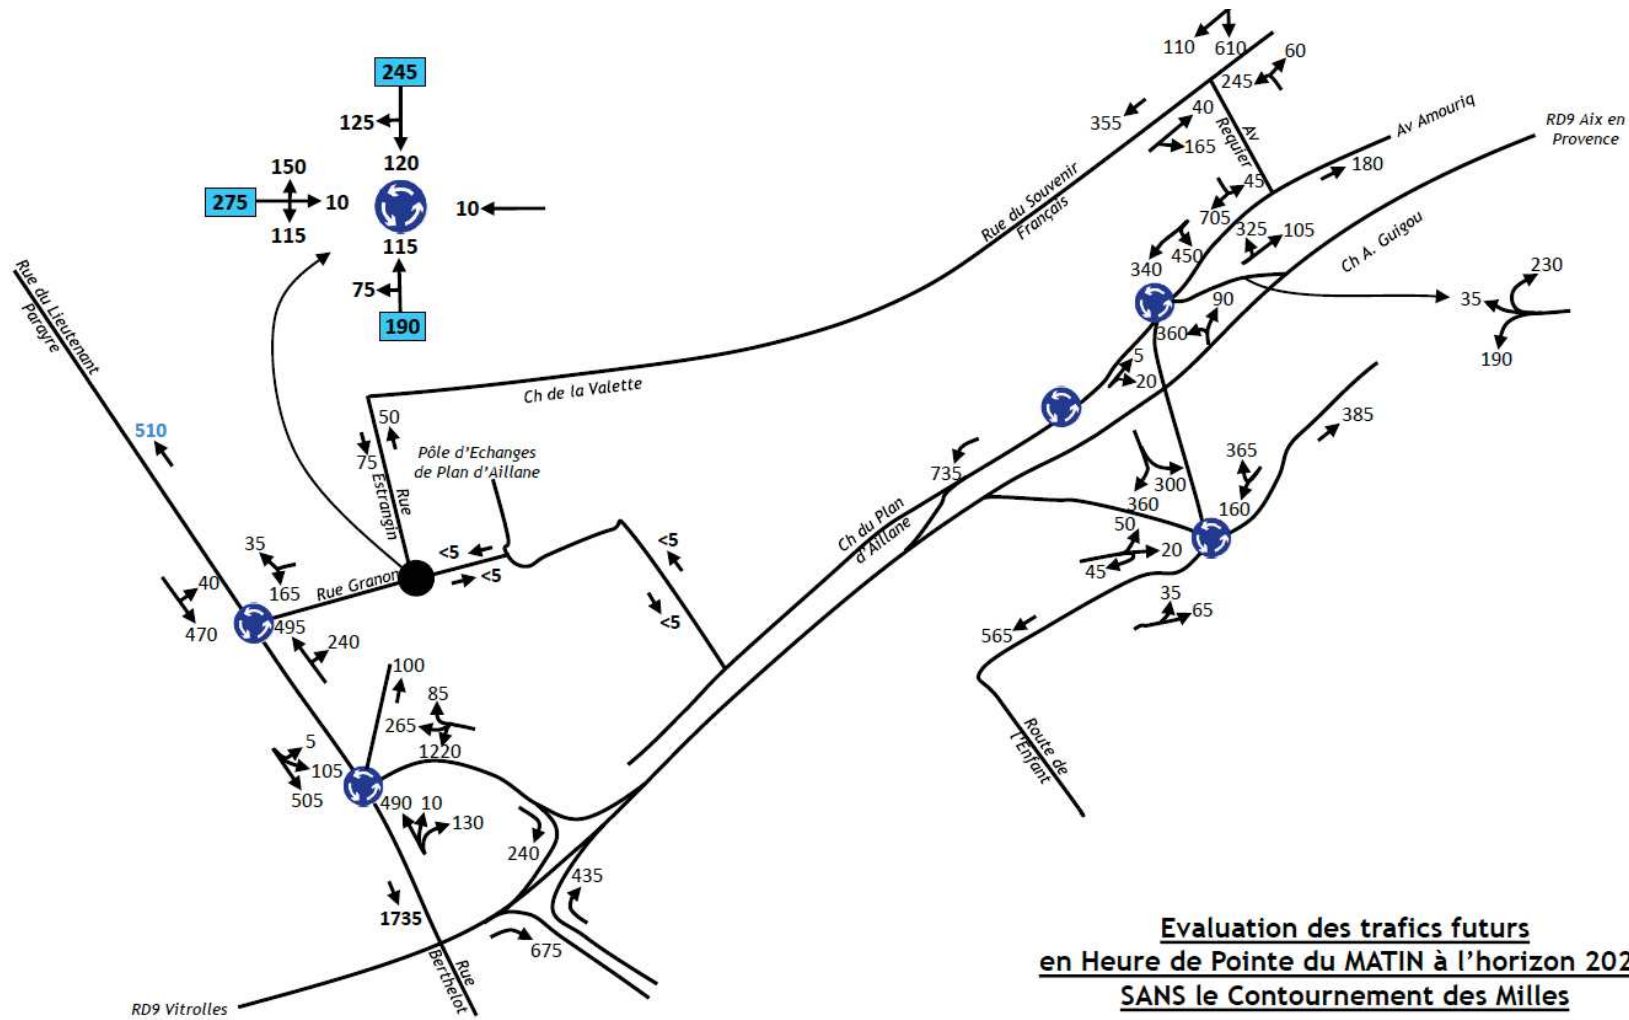 110
610
60
245
245
40
355
165
125
120
150
275
10
10
115
115
75
190
Av
Requier
Av Amouriq
RD9 Aix en
Provence
180
45
705
325
105
Rue du Souvenir
Français
Ch A. Guigou
450
340
230
35
190
90
360
5
20
Rue du Lieutenant
Parayre
Ch de la Valette
510
50
75
Rue
Estrangin
Pôle d'Echanges
de Plan d'Aillane
735
385
365
300
360
160
50
20
45
Ch du Plan
d'Aillane
<5
<5
<5
<5
35
40
165
Rue Granon
470
495
240
35
65
565
100
85
265
1220
5
105
505
490
10
130
240
435
Route de
l'Enfant
1735
675
Rue
Berthelot
RD9 Vitrolles
Evaluation des trafics futurs
en Heure de Pointe du MATIN à l'horizon 202
SANS le Contournement des Milles